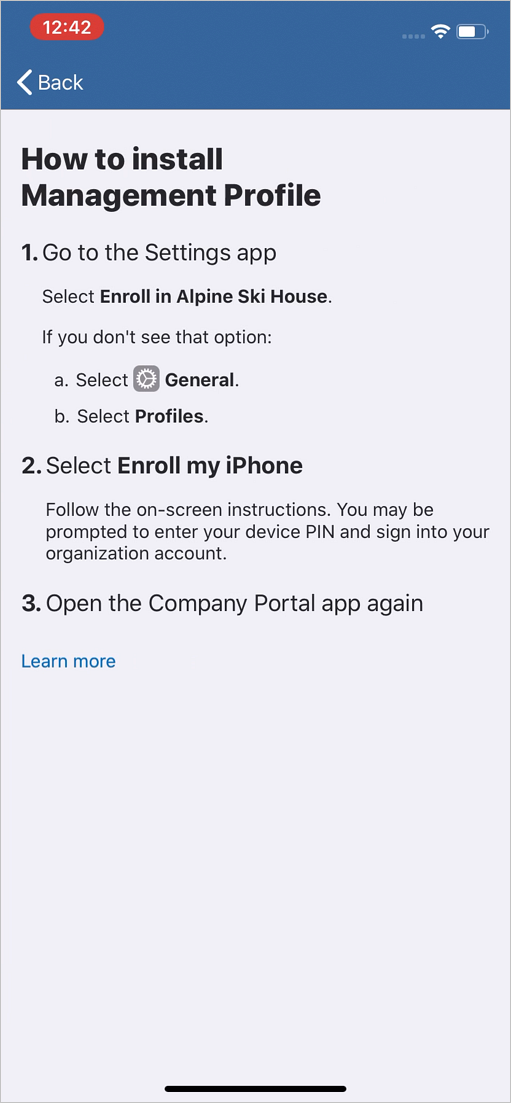 12:42
Back
How to install
Management Profile
1. Go to the Settings app
Select Enroll in Alpine Ski House.
If you don't see that option:
a. Select General.
b. Select Profiles.
2. Select Enroll my iPhone
Follow the on-screen instructions. You may be
prompted to enter your device PIN and sign into your
organization account.
3. Open the Company Portal app again
Learn more